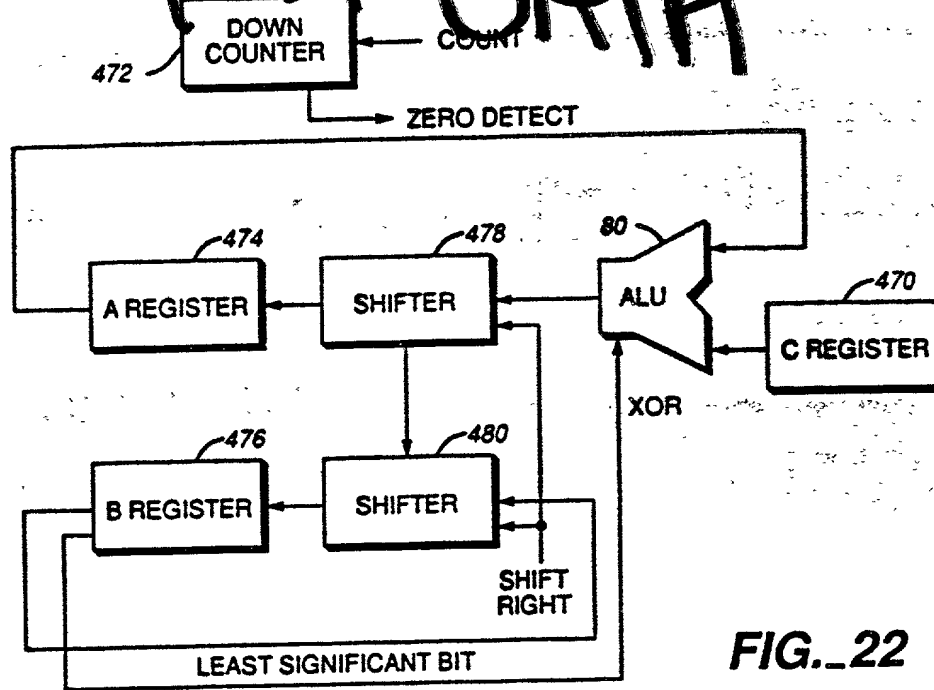 DOWN
COUNTER
COUNT
472
ZERO DETECT
474
478
80
470
A REGISTER
SHIFTER
ALU
C REGISTER
XOR
476
480
B REGISTER
SHIFTER
SHIFT
RIGHT
LEAST SIGNIFICANT BIT
FIG._22